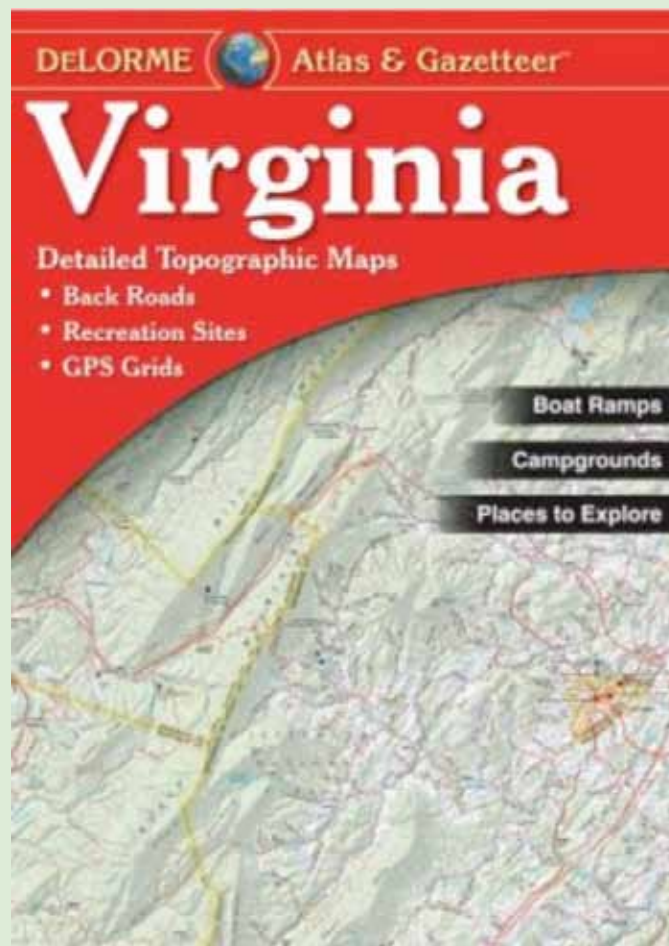 DELORME Atlas & Gazetteer™
Virginia
Detailed Topographic Maps
• Back Roads
• Recreation Sites
• GPS Grids
Boat Ramps
Campgrounds
Places to Explore